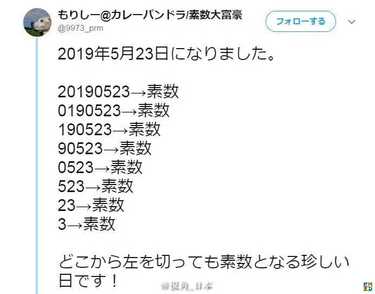 もりしー@カレーパンドラ/素数大富豪
@9973_prm
フォローする
2019年5月23日になりました。
20190523→素数
0190523→素数
190523→素数
90523→素数
0523→素数
523→素数
23→素数
3→素数
どこから左を切っても素数となる珍しい
日です！